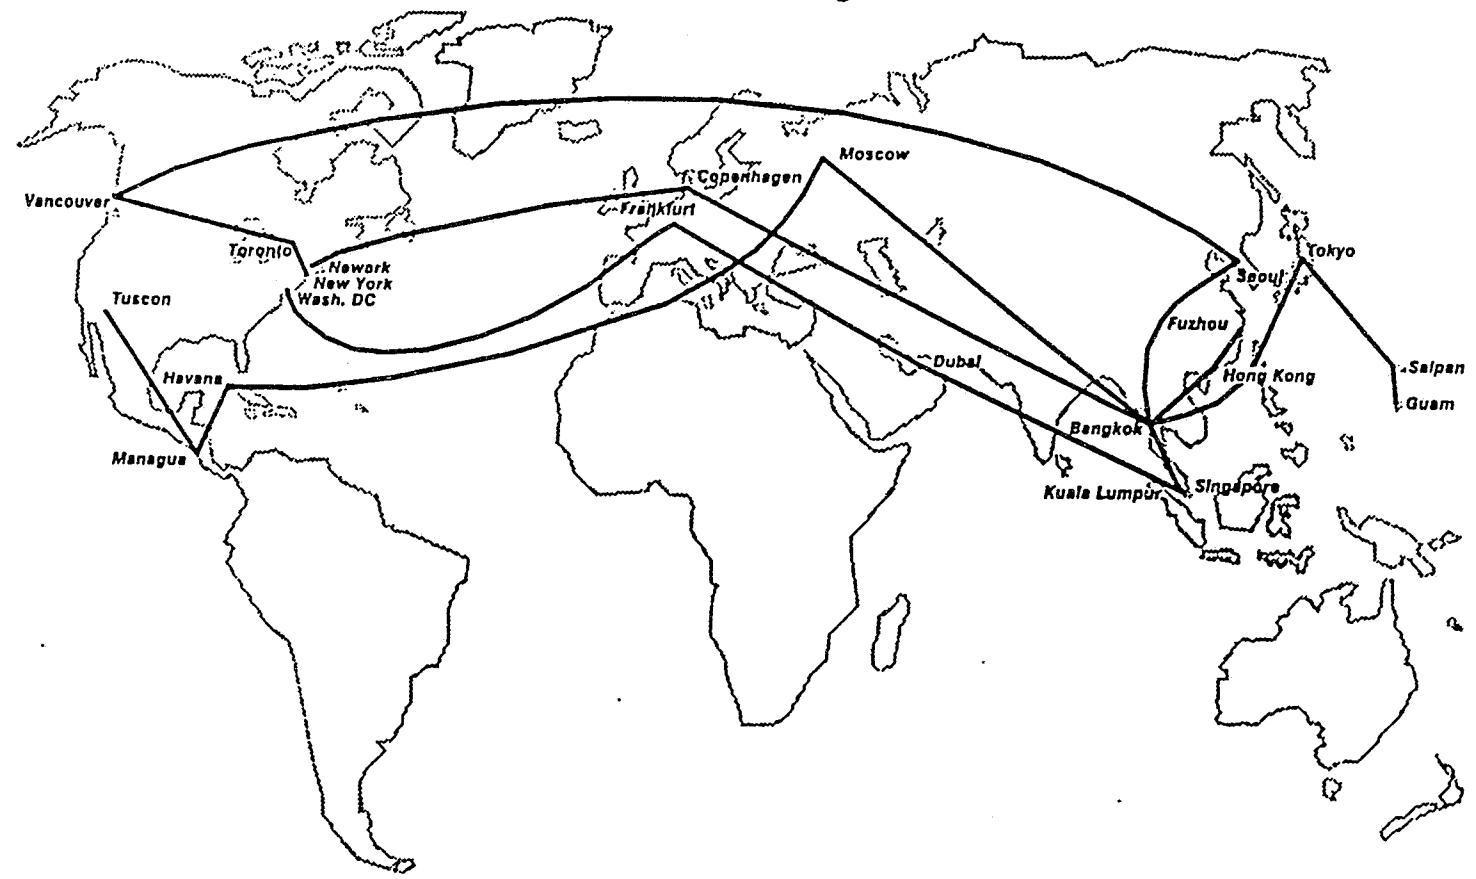 Moscow
Copenhagen
Vancouver
Frankfurt
Toronto
Tokyo
Newark
Seoul
New York
Wash. DC
Tuscon
Fuzhou
Dubai
Saipan
Havana
Hong Kong
Guam
Bangkok
Managua
Singapore
Kuala Lumpur